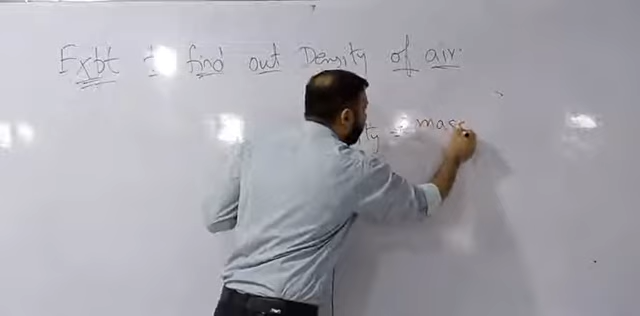 Expt to find out Density of air.
ty = mass